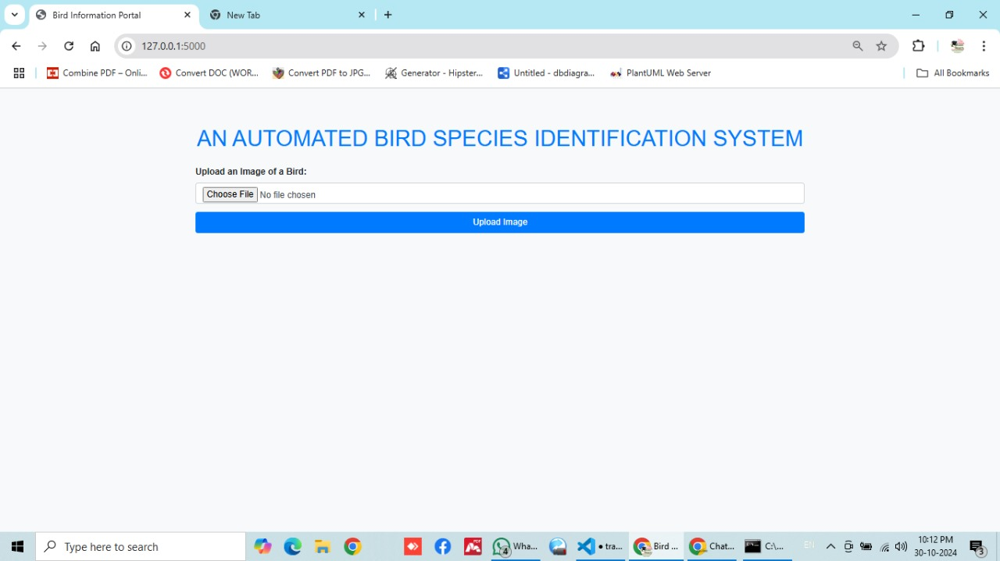 Bird Information Portal
New Tab
127.0.0.1:5000
Combine PDF – Onli...
Convert DOC (WOR...
Convert PDF to JPG...
Generator - Hipster...
Untitled - dbdiagra...
PlantUML Web Server
All Bookmarks
AN AUTOMATED BIRD SPECIES IDENTIFICATION SYSTEM
Upload an Image of a Bird:
Choose File No file chosen
Upload Image
Type here to search
PDF
4
Wha...
• tra...
Bird ...
Chat...
C:\...
EN
10:12 PM
30-10-2024
3